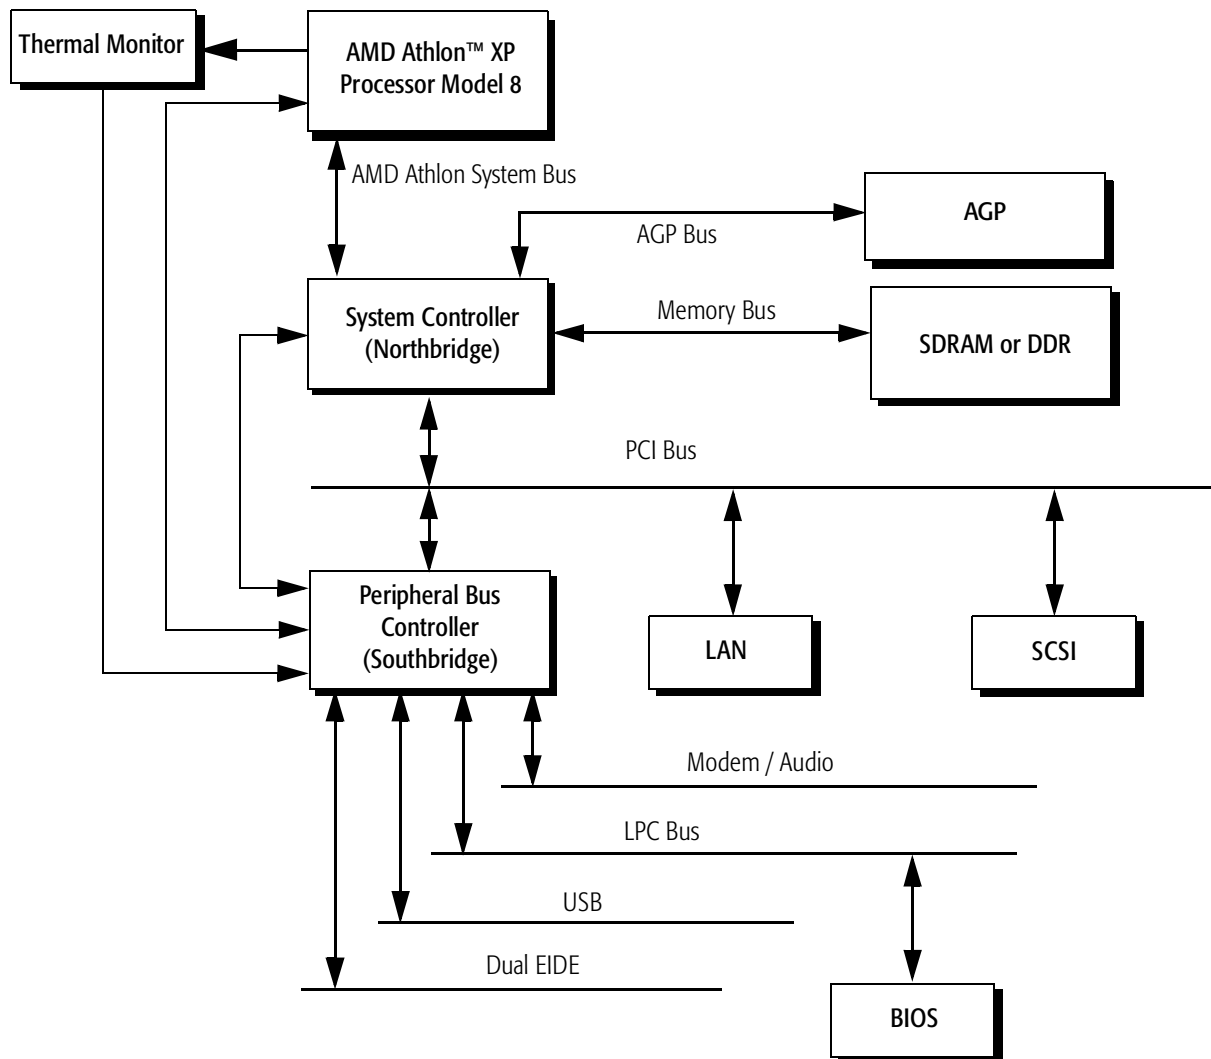 Thermal Monitor
AMD Athlon™ XP
Processor Model 8
AMD Athlon System Bus
AGP
AGP Bus
Memory Bus
System Controller
(Northbridge)
SDRAM or DDR
PCI Bus
Peripheral Bus
Controller
(Southbridge)
LAN
SCSI
Modem / Audio
LPC Bus
USB
Dual EIDE
BIOS